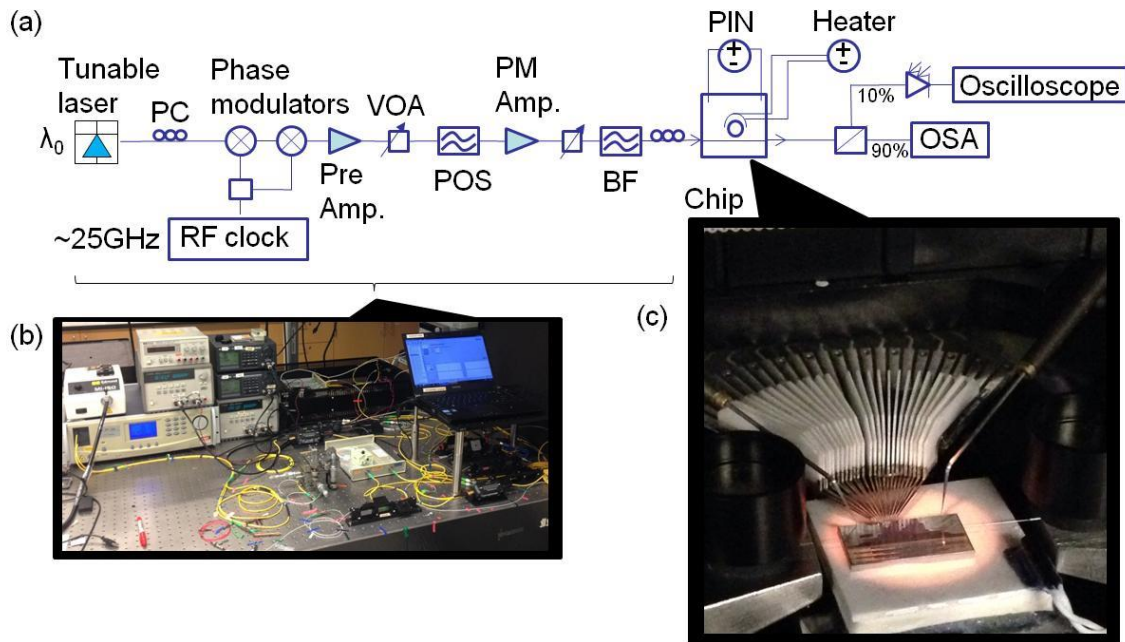 (a)
Tunable
laser
λ0
PC
Phase
modulators
VOA
Pre
Amp.
POS
PM
Amp.
BF
PIN
+
-
Heater
+
-
10%
Oscilloscope
90%
OSA
~25GHz
RF clock
Chip
(b)
(c)